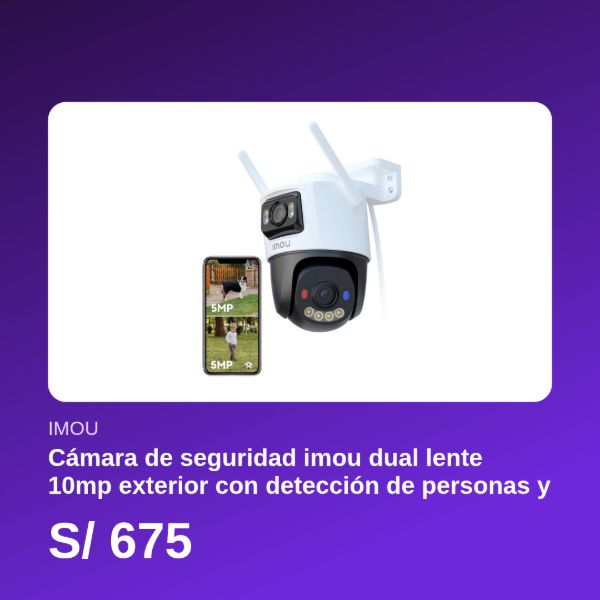 imou
5MP
5MP
IMOU
Cámara de seguridad imou dual lente
10mp exterior con detección de personas y
S/ 675